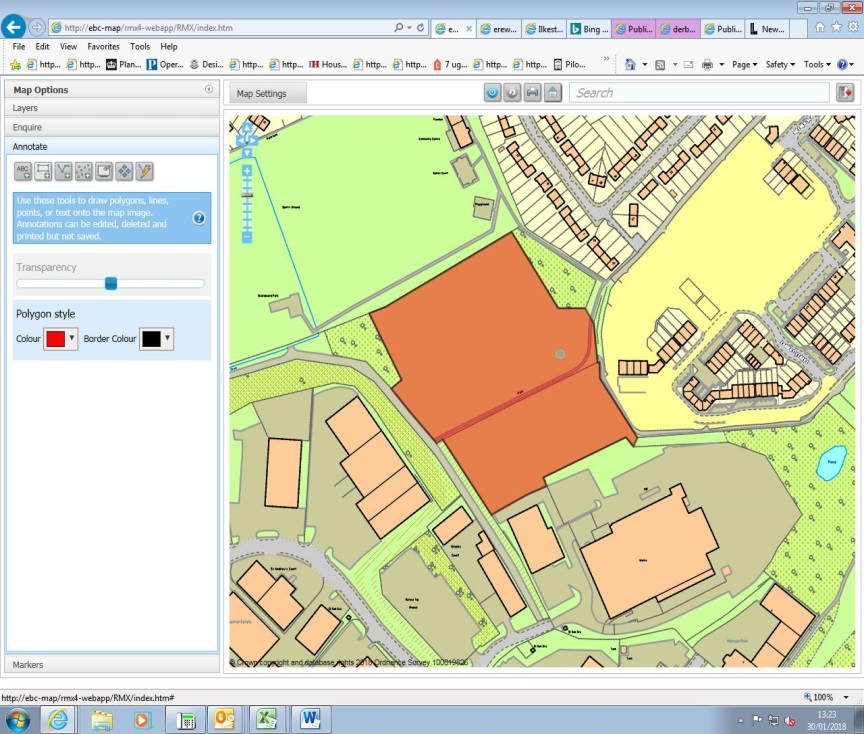 http://ebc-map/rmx4-webapp/RMX/index.htm
e...
erew...
Ilkest...
Bing ...
Publi...
derb...
Publi...
New...
File Edit View Favorites Tools Help
http... http... Plan... Oper... Desi... http... http... Hous... http... http... 7 ug... http... http... Pilo...
Page Safety Tools
Map Options
Map Settings
Search
Layers
Enquire
Annotate
ABC
Use these tools to draw polygons, lines,
points, or text onto the map image.
Annotations can be edited, deleted and
printed but not saved.
Transparency
Polygon style
Colour Border Colour
Pond
Works
Markers
© Crown copyright and database rights Ordnance Survey
http://ebc-map/rmx4-webapp/RMX/index.htm#
100%
13:23
30/01/2018